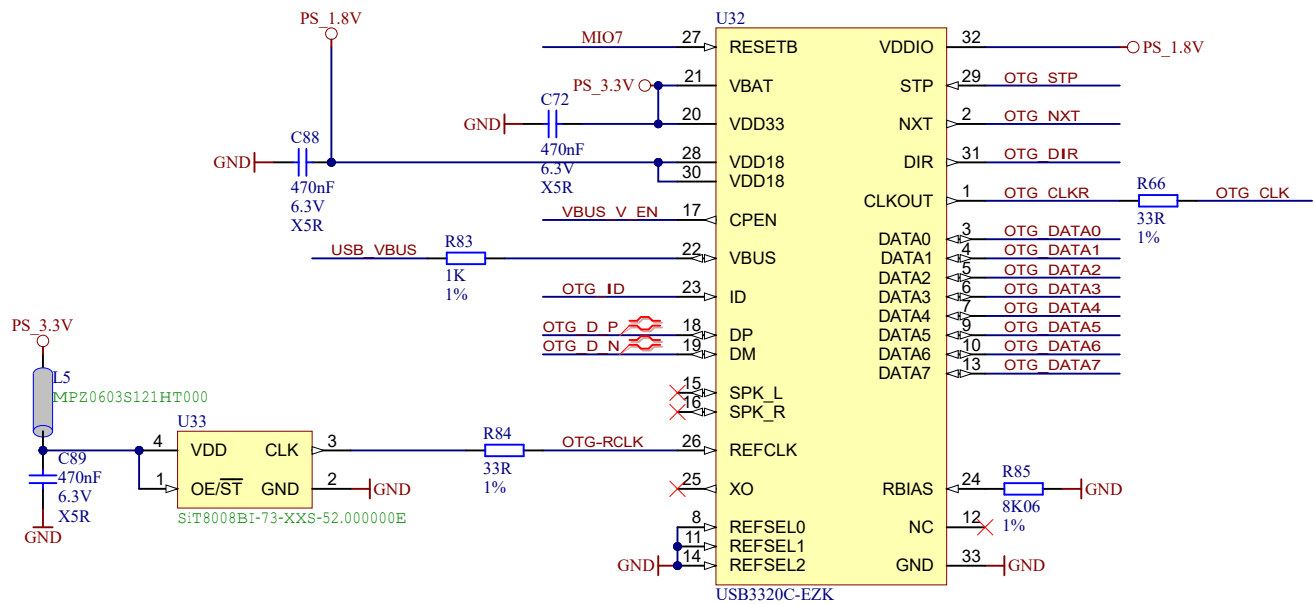 PS_1.8V
U32
MIO7
27
RESETB
VDDIO
32
PS_1.8V
PS_3.3V
21
VBAT
STP
29
OTG_STP
C72
GND
20
VDD33
NXT
2
OTG_NXT
470nF
6.3V
X5R
C88
GND
28
VDD18
DIR
31
OTG_DIR
470nF
6.3V
X5R
30
VDD18
CLKOUT
1
OTG_CLKR
R66
OTG_CLK
33R
1%
VBUS_V_EN
17
CPEN
DATA0
3
OTG_DATA0
USB_VBUS
R83
1K
1%
22
VBUS
DATA1
4
OTG_DATA1
DATA2
5
OTG_DATA2
OTG_ID
23
ID
DATA3
6
OTG_DATA3
DATA4
7
OTG_DATA4
OTG_D_P
18
DP
DATA5
9
OTG_DATA5
OTG_D_N
19
DM
DATA6
10
OTG_DATA6
DATA7
13
OTG_DATA7
15
SPK_L
16
SPK_R
PS_3.3V
L5
MPZ0603S121HT000
U33
4
VDD
CLK
3
R84
33R
1%
OTG-RCLK
26
REFCLK
C89
470nF
6.3V
X5R
GND
1
OE/ST
GND
2
GND
SiT8008BI-73-XXS-52.000000E
25
XO
RBIAS
24
R85
8K06
1%
GND
8
REFSEL0
NC
12
11
REFSEL1
GND
14
REFSEL2
GND
33
GND
USB3320C-EZK